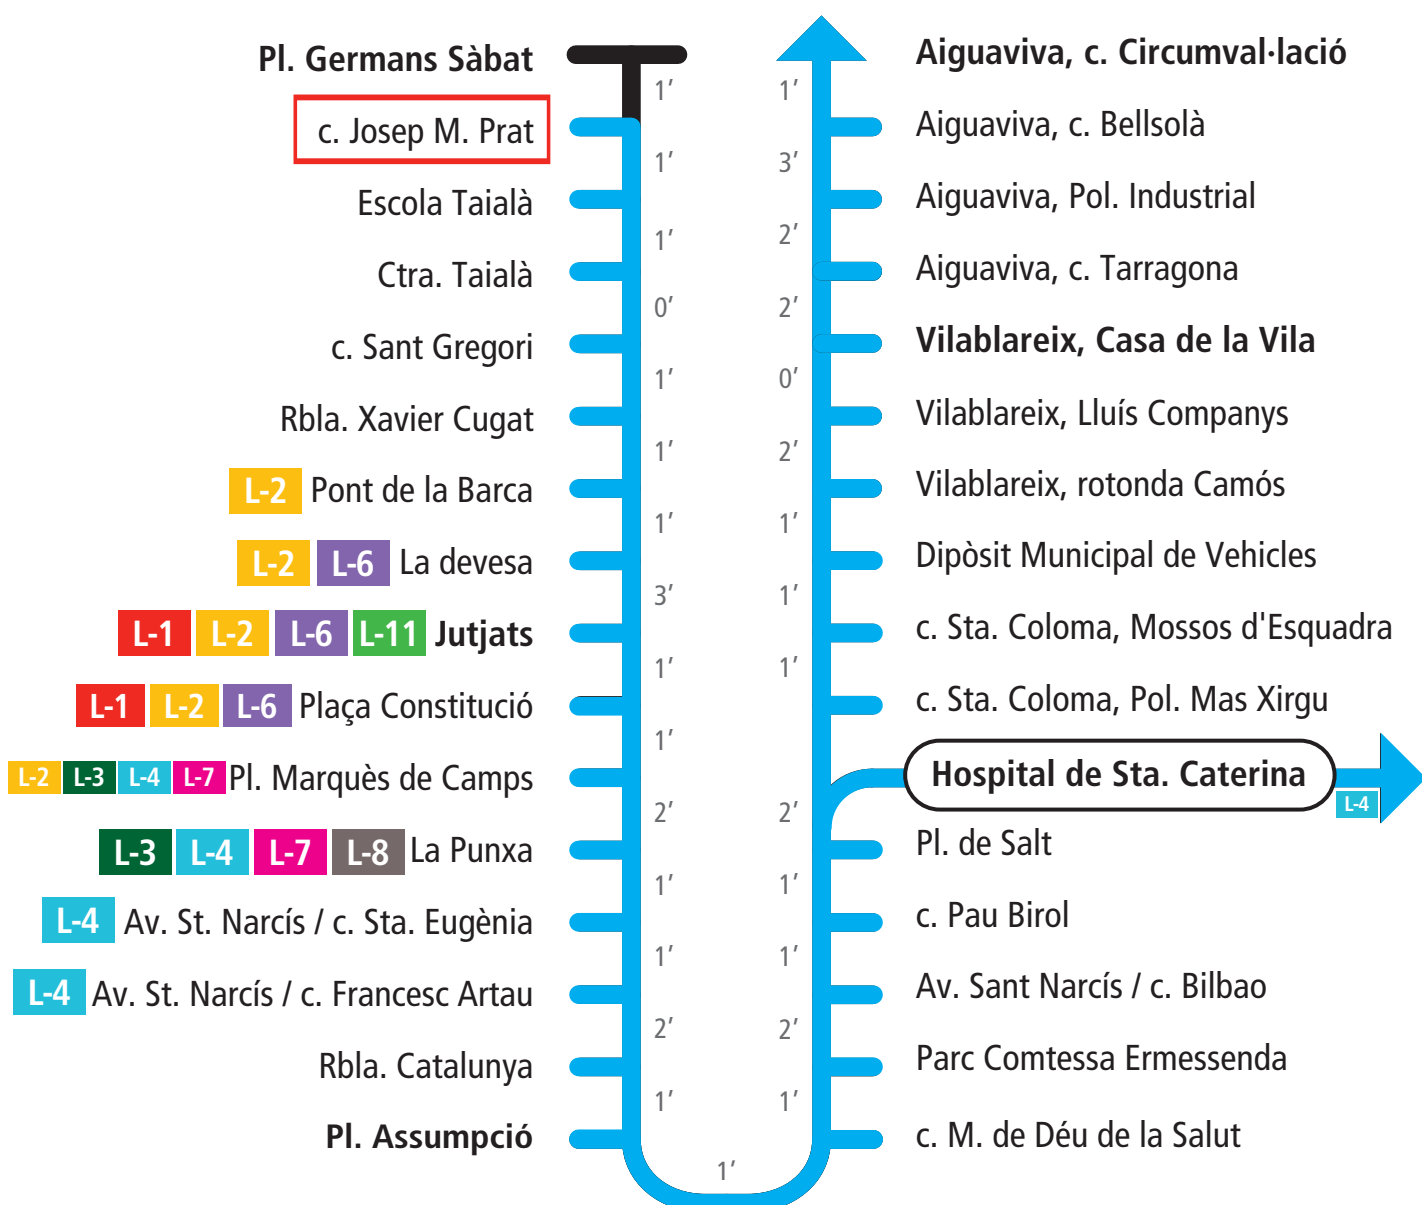 Pl. Germans Sàbat
1’
c. Josep M. Prat
1’
Escola Taialà
1’
Ctra. Taialà
0’
c. Sant Gregori
1’
Rbla. Xavier Cugat
1’
L-2 Pont de la Barca
1’
L-2 L-6 La devesa
3’
L-1 L-2 L-6 L-11 Jutjats
1’
L-1 L-2 L-6 Plaça Constitució
1’
L-2 L-3 L-4 L-7 Pl. Marquès de Camps
2’
L-3 L-4 L-7 L-8 La Punxa
1’
L-4 Av. St. Narcís / c. Sta. Eugènia
1’
L-4 Av. St. Narcís / c. Francesc Artau
2’
Rbla. Catalunya
1’
Pl. Assumpció
1’
Aiguaviva, c. Circumval·lació
1’
Aiguaviva, c. Bellsolà
3’
Aiguaviva, Pol. Industrial
2’
Aiguaviva, c. Tarragona
2’
Vilablareix, Casa de la Vila
0’
Vilablareix, Lluís Companys
2’
Vilablareix, rotonda Camós
1’
Dipòsit Municipal de Vehicles
1’
c. Sta. Coloma, Mossos d'Esquadra
1’
c. Sta. Coloma, Pol. Mas Xirgu
Hospital de Sta. Caterina
L-4
2’
Pl. de Salt
1’
c. Pau Birol
1’
Av. Sant Narcís / c. Bilbao
2’
Parc Comtessa Ermessenda
1’
c. M. de Déu de la Salut